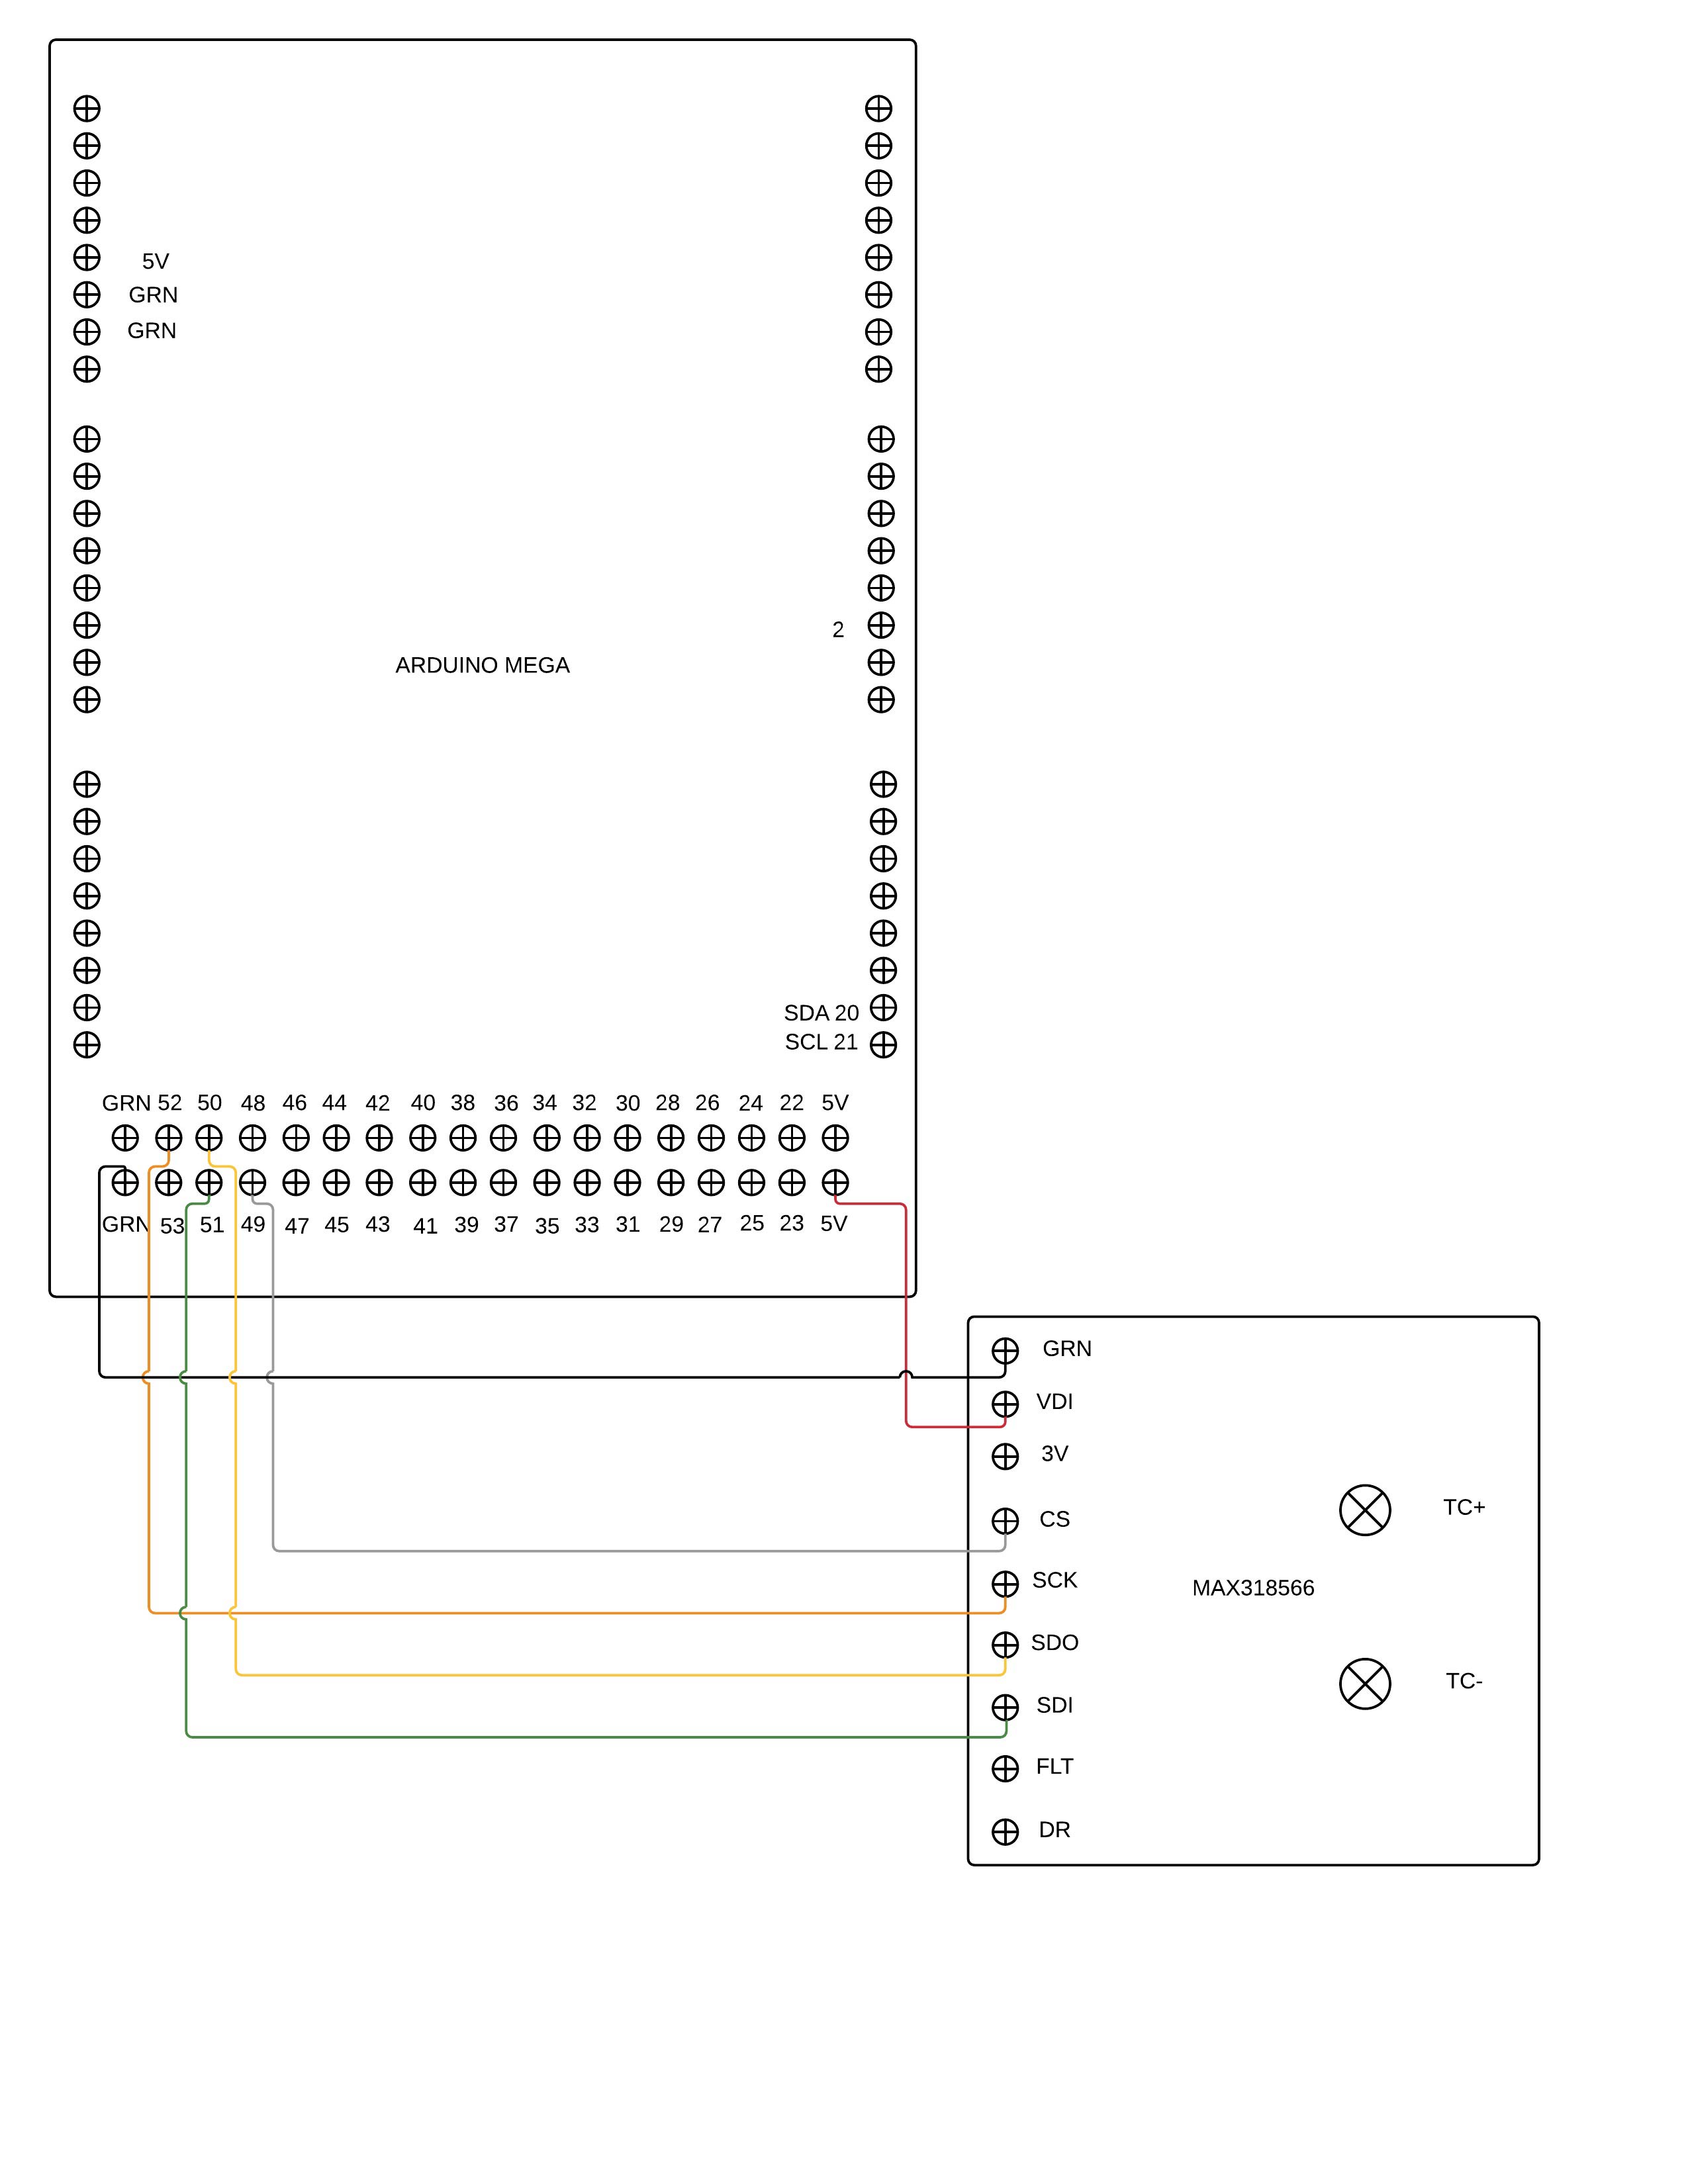 5V
GRN
GRN
2
ARDUINO MEGA
SDA 20
SCL 21
GRN 52 50 48 46 44 42 40 38 36 34 32 30 28 26 24 22 5V
GRN 53 51 49 47 45 43 41 39 37 35 33 31 29 27 25 23 5V
GRN
VDI
3V
CS
TC+
SCK
MAX318566
SDO
TC-
SDI
FLT
DR